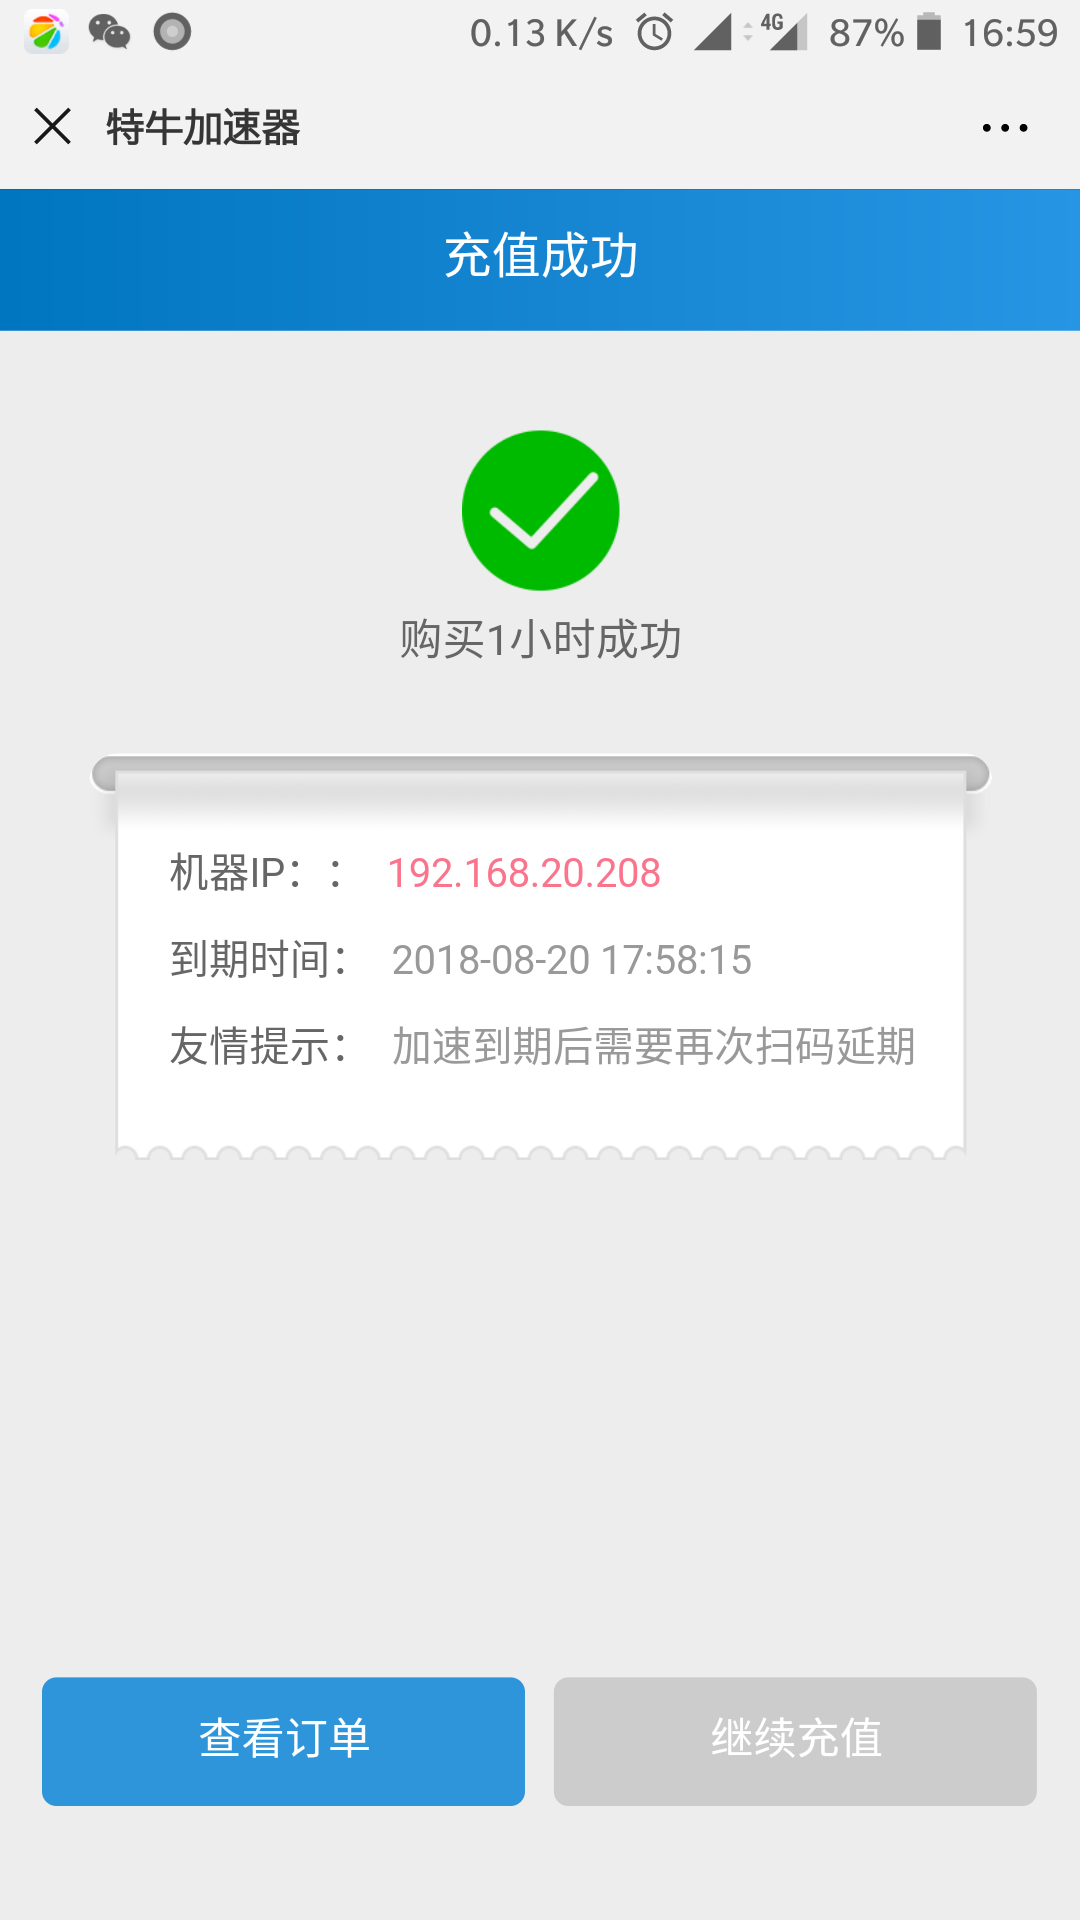 0.13 K/s 4G 87% 16:59
特牛加速器
充值成功
购买1小时成功
机器IP：： 192.168.20.208
到期时间： 2018-08-20 17:58:15
友情提示： 加速到期后需要再次扫码延期
查看订单 继续充值